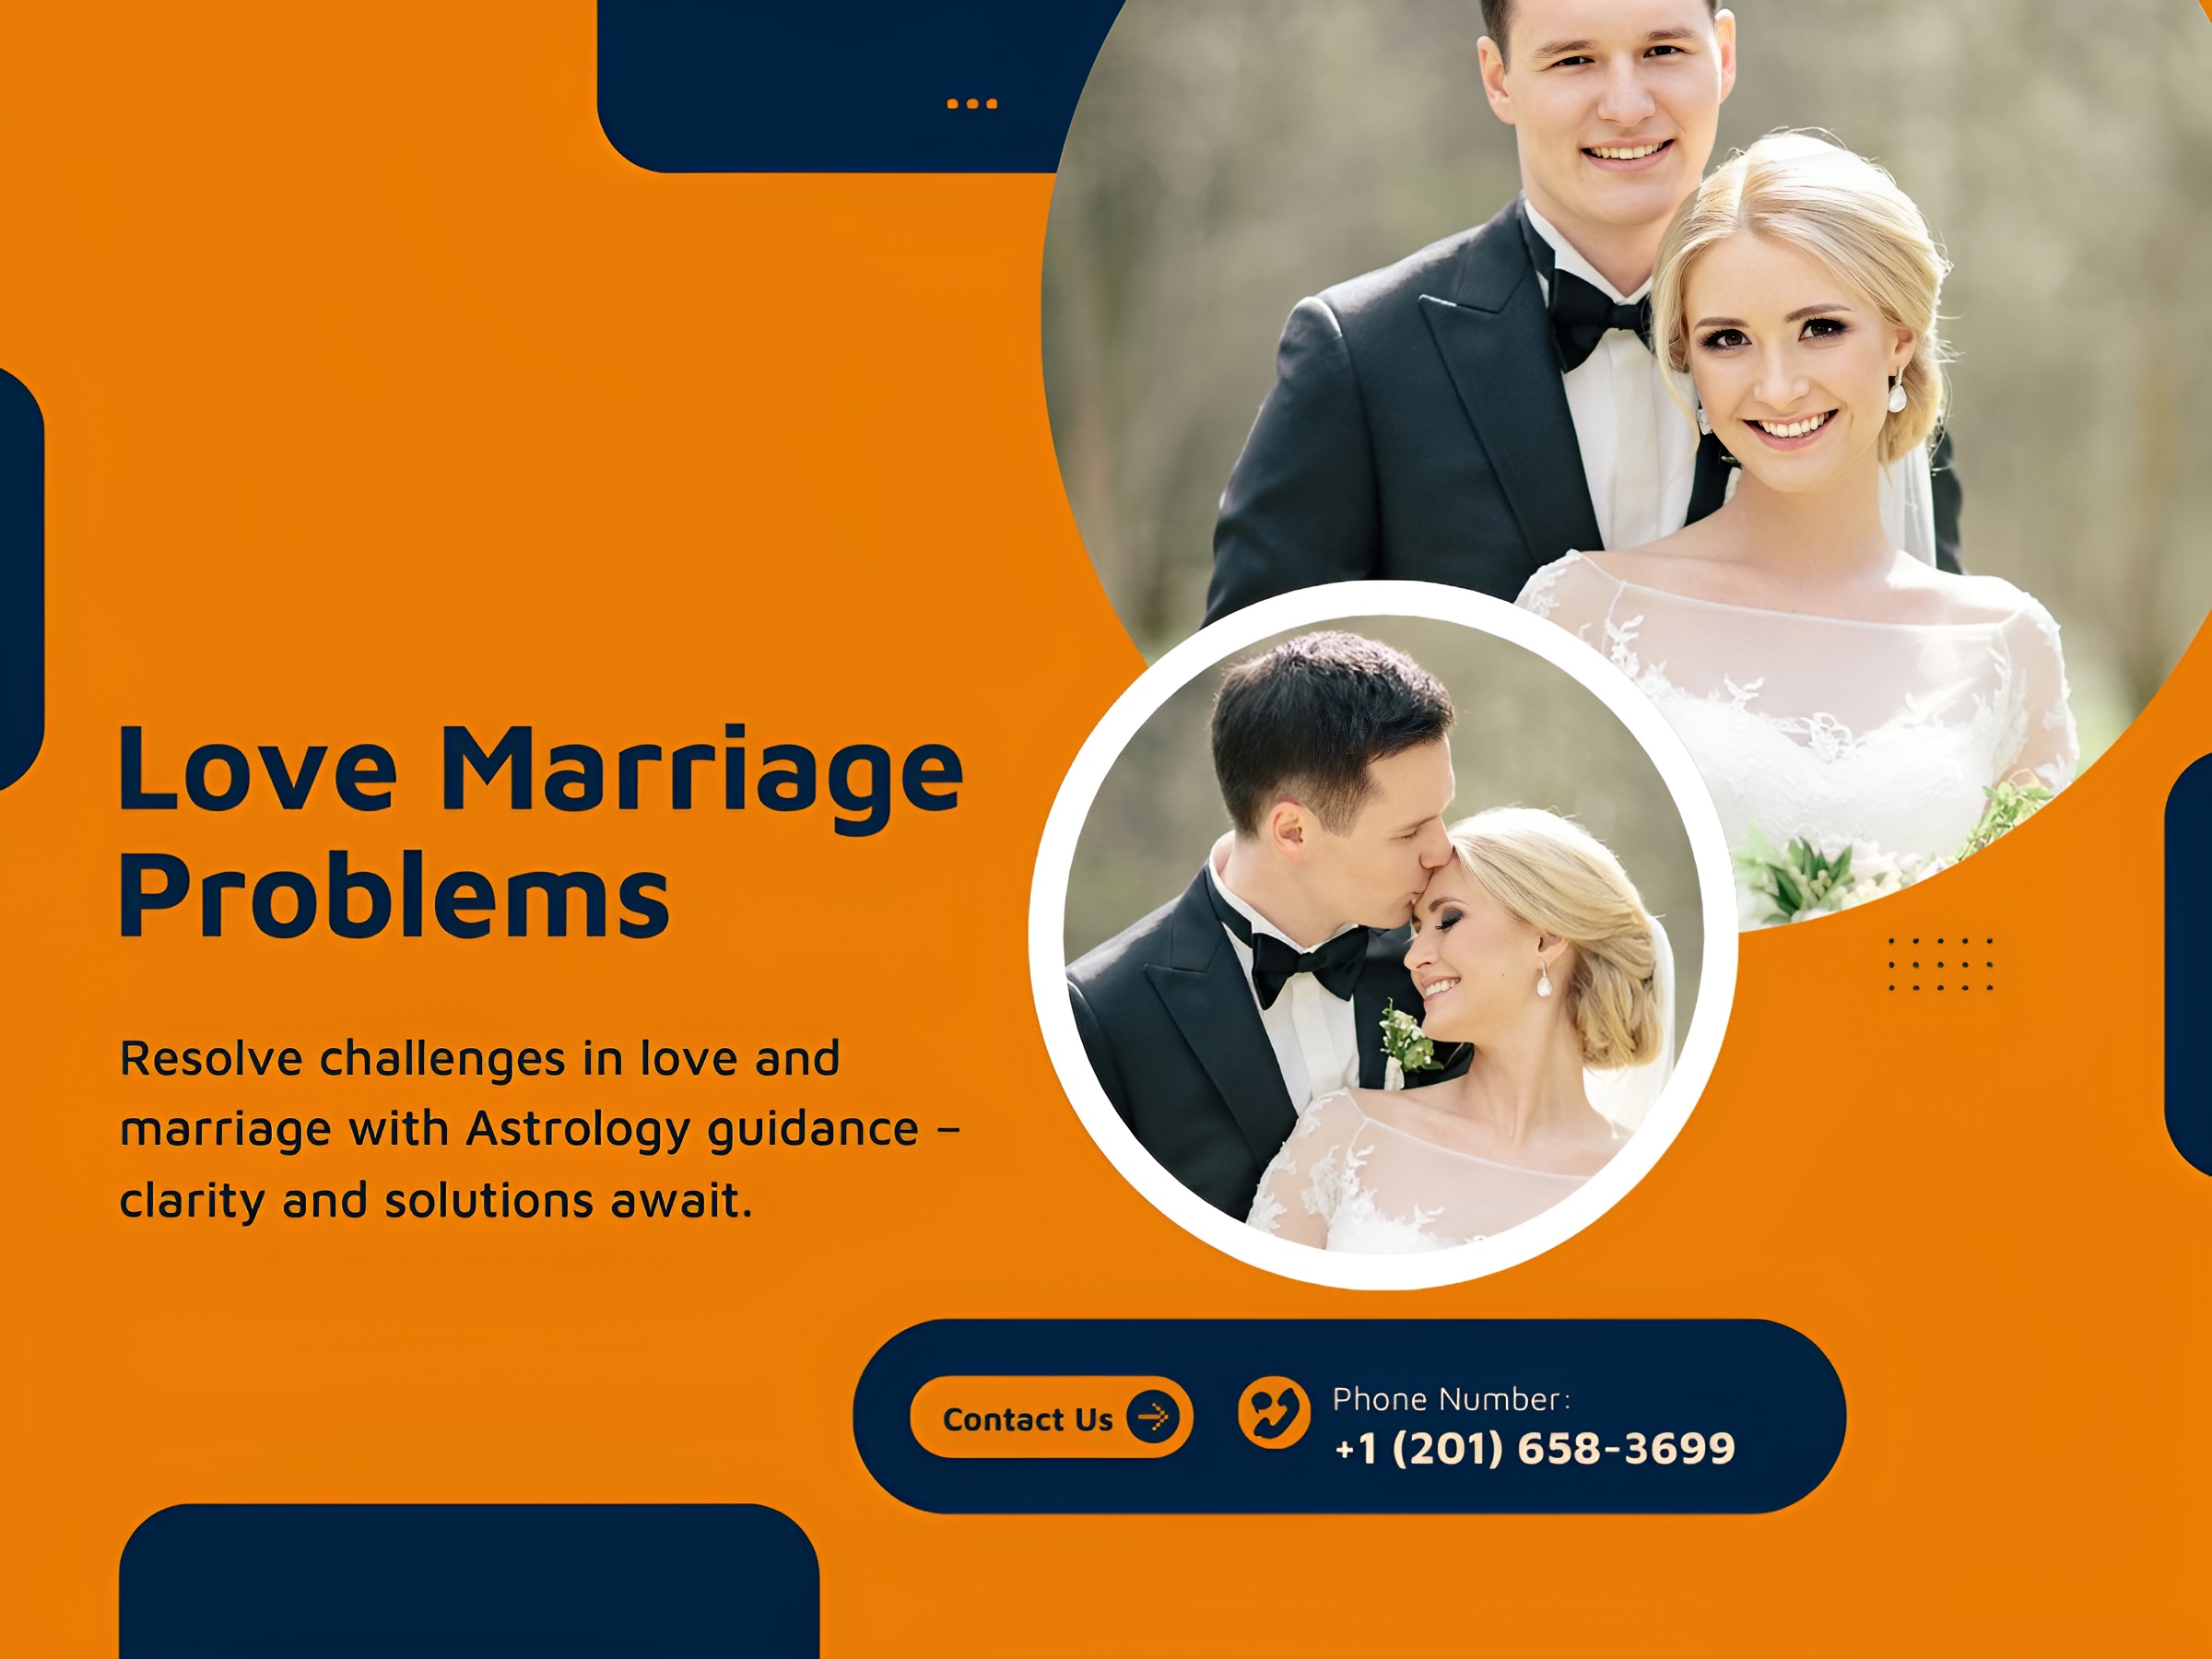 Love Marriage
Problems
Resolve challenges in love and
marriage with Astrology guidance –
clarity and solutions await.
Contact Us
Phone Number:
+1 (201) 658-3699